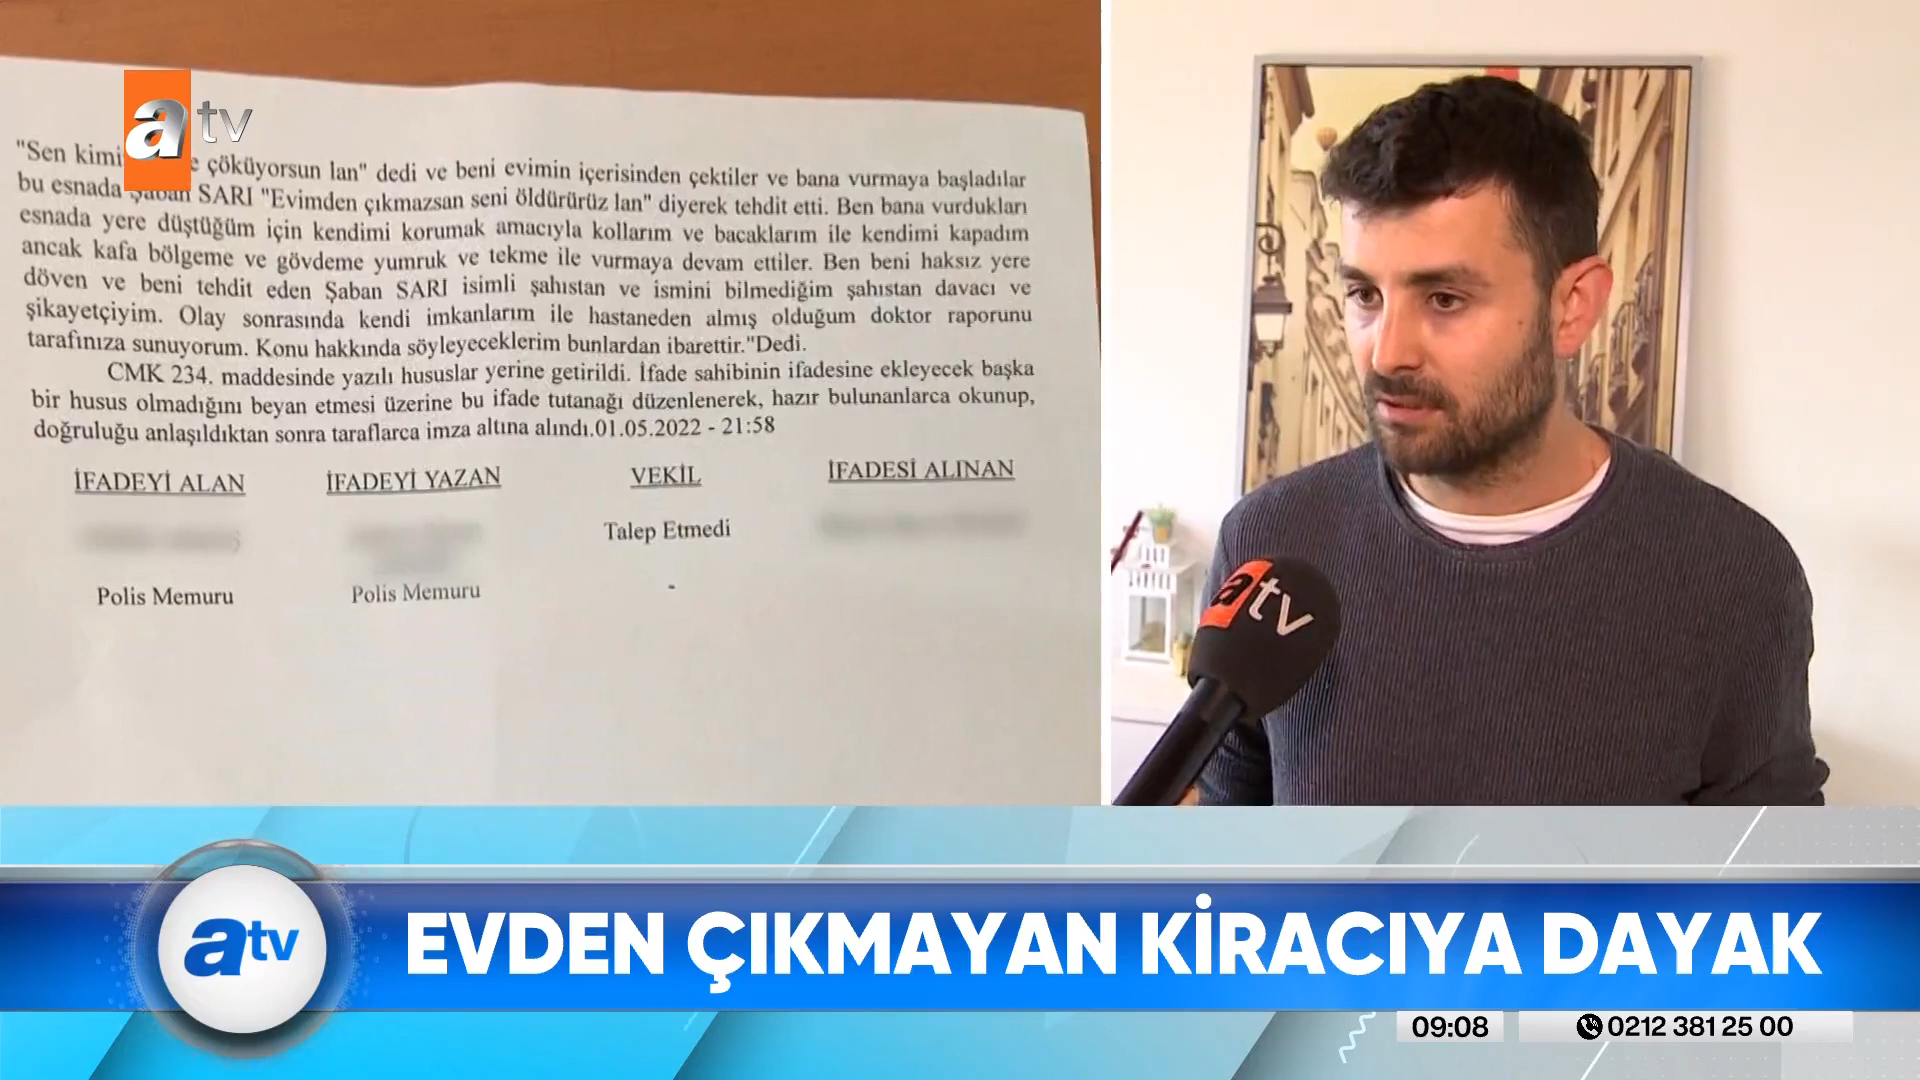 atv
"Sen kimi çöküyorsun lan" dedi ve beni evimin içerisinden çektiler ve bana vurmaya başladılar
bu esnada Şaban SARI "Evimden çıkmazsan seni öldürürüz lan" diyerek tehdit etti. Ben bana vurdukları
esnada yere düştüğüm için kendimi korumak amacıyla kollarım ve bacaklarım ile kendimi kapadım
ancak kafa bölgeme ve gövdeme yumruk ve tekme ile vurmaya devam ettiler. Ben beni haksız yere
döven ve beni tehdit eden Şaban SARI isimli şahıstan ve ismini bilmediğim şahıstan davacı ve
şikayetçiyim. Olay sonrasında kendi imkanlarım ile hastaneden almış olduğum doktor raporunu
tarafınıza sunuyorum. Konu hakkında söyleyeceklerim bunlardan ibarettir."Dedi.
CMK 234. maddesinde yazılı hususlar yerine getirildi. İfade sahibinin ifadesine ekleyecek başka
bir husus olmadığını beyan etmesi üzerine bu ifade tutanağı düzenlenerek, hazır bulunanlarca okunup,
doğruluğu anlaşıldıktan sonra taraflarca imza altına alındı.01.05.2022 - 21:58
İFADEYİ ALAN İFADEYİ YAZAN VEKİL İFADESİ ALINAN
Talep Etmedi
Polis Memuru Polis Memuru -
atv
atv
EVDEN ÇIKMAYAN KİRACIYA DAYAK
09:08
0212 381 25 00